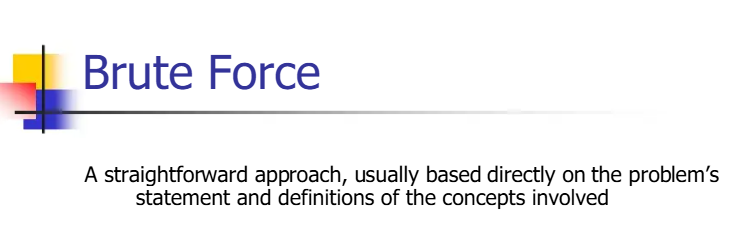 Brute Force
A straightforward approach, usually based directly on the problem’s
statement and definitions of the concepts involved